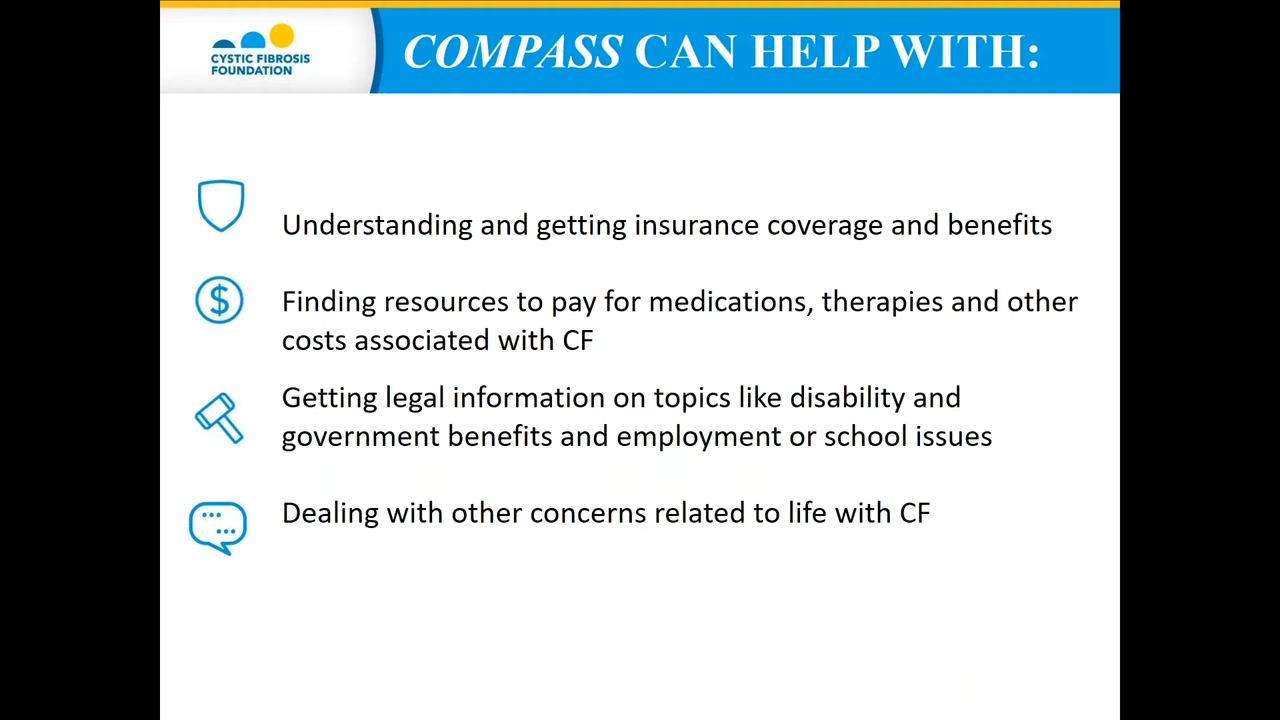 CYSTIC FIBROSIS
FOUNDATION
COMPASS CAN HELP WITH:
Understanding and getting insurance coverage and benefits
$
Finding resources to pay for medications, therapies and other
costs associated with CF
Getting legal information on topics like disability and
government benefits and employment or school issues
Dealing with other concerns related to life with CF